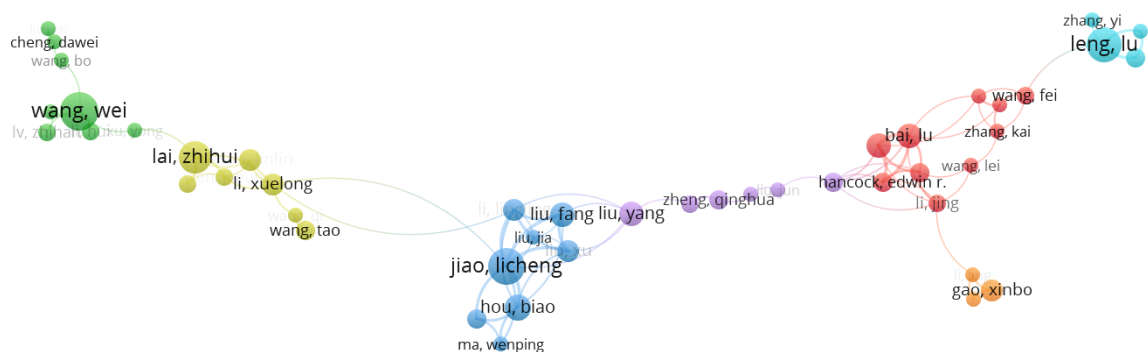 cheng, dawei
wang, bo
wang, wei
lai, zhihui
li, xuelong
wang, tao
liu, fang
liu, yang
liu, jia
jiao, licheng
hou, biao
ma, wenping
zheng, qinghua
hancock, edwin r.
bai, lu
li, jing
wang, lei
zhang, kai
wang, fei
zhang, yi
leng, lu
gao, xinbo